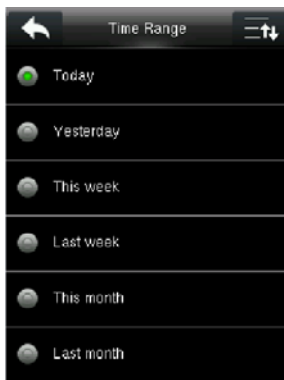 Time Range
Today
Yesterday
This week
Last week
This month
Last month